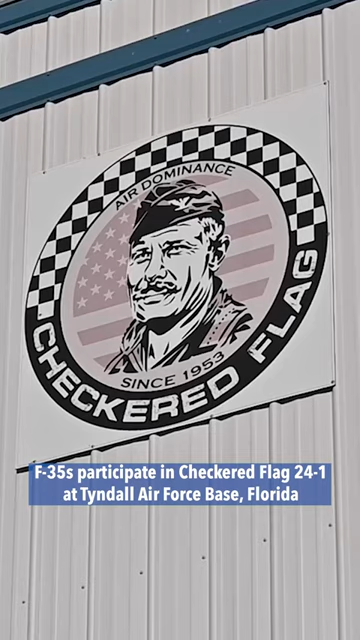 AIR DOMINANCE
SINCE 1953
CHECKERED FLAG
F-35s participate in Checkered Flag 24-1
at Tyndall Air Force Base, Florida